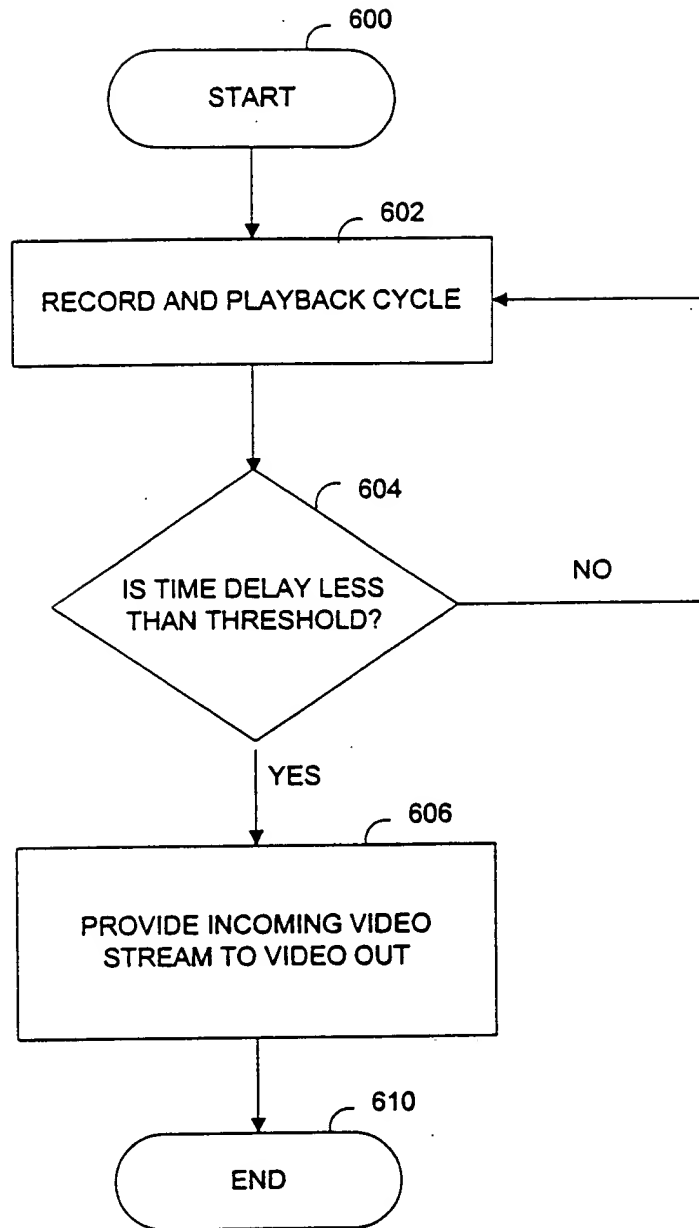 600
START
602
RECORD AND PLAYBACK CYCLE
604
IS TIME DELAY LESS
THAN THRESHOLD?
NO
YES
606
PROVIDE INCOMING VIDEO
STREAM TO VIDEO OUT
610
END